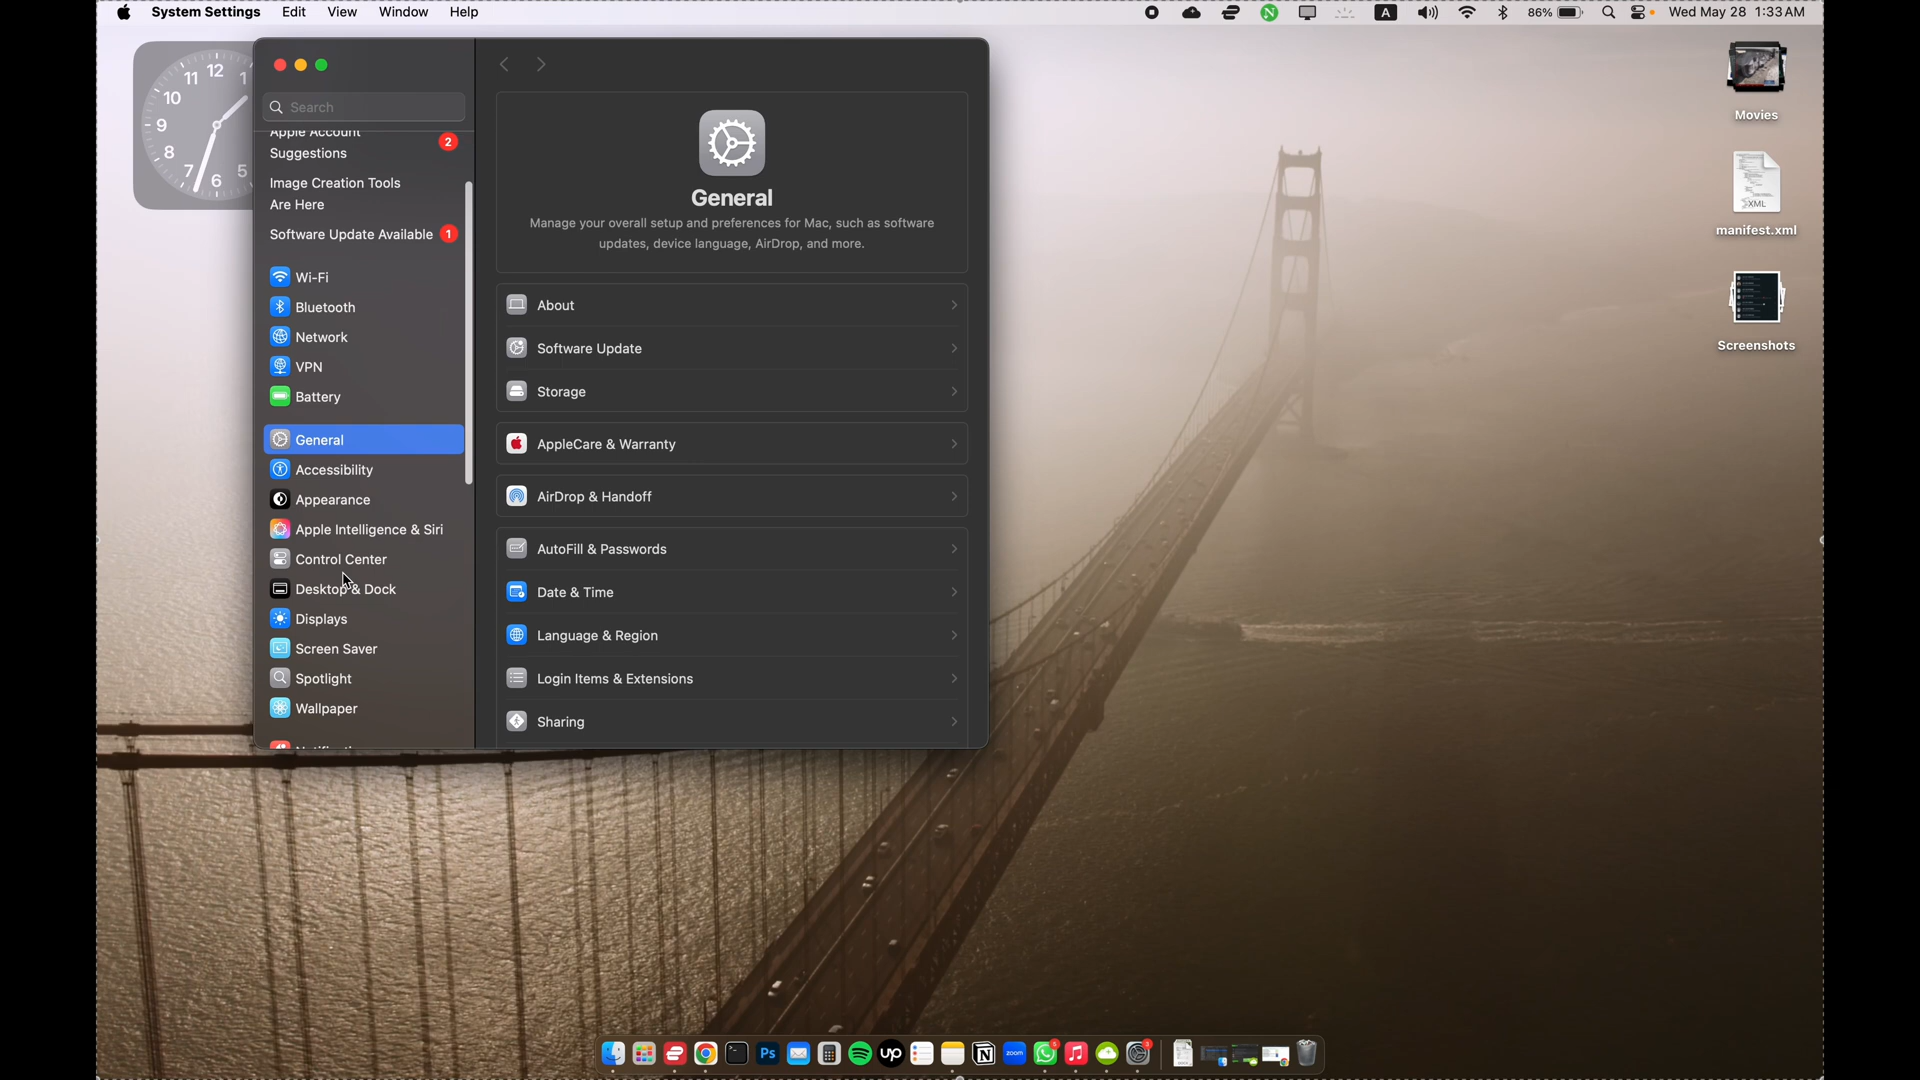 System Settings Edit View Window Help
A 86% Wed May 28 1:33 AM
11 12 1
10
9
8
7 6 5
Search
Apple Account
Suggestions 2
Image Creation Tools
Are Here
Software Update Available 1
Wi-Fi
Bluetooth
Network
VPN
Battery
General
Accessibility
Appearance
Apple Intelligence & Siri
Control Center
Desktop & Dock
Displays
Screen Saver
Spotlight
Wallpaper
General
Manage your overall setup and preferences for Mac, such as software
updates, device language, AirDrop, and more.
About
Software Update
Storage
AppleCare & Warranty
AirDrop & Handoff
AutoFill & Passwords
Date & Time
Language & Region
Login Items & Extensions
Sharing
Movies
XML
manifest.xml
Screenshots
Ps
up
N
zoom
5
3